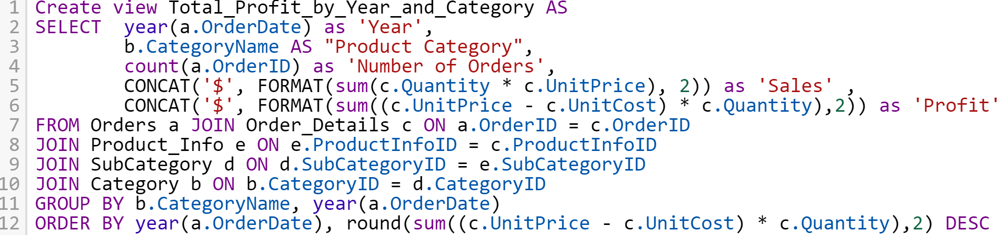 1 Create view Total_Profit_by_Year_and_Category AS
2 SELECT  year(a.OrderDate) as 'Year',
3         b.CategoryName AS "Product Category",
4         count(a.OrderID) as 'Number of Orders',
5         CONCAT('$', FORMAT(sum(c.Quantity * c.UnitPrice), 2)) as 'Sales' ,
6         CONCAT('$', FORMAT(sum((c.UnitPrice - c.UnitCost) * c.Quantity),2)) as 'Profit'
7 FROM Orders a JOIN Order_Details c ON a.OrderID = c.OrderID
8 JOIN Product_Info e ON e.ProductInfoID = c.ProductInfoID
9 JOIN SubCategory d ON d.SubCategoryID = e.SubCategoryID
10 JOIN Category b ON b.CategoryID = d.CategoryID
11 GROUP BY b.CategoryName, year(a.OrderDate)
12 ORDER BY year(a.OrderDate), round(sum((c.UnitPrice - c.UnitCost) * c.Quantity),2) DESC